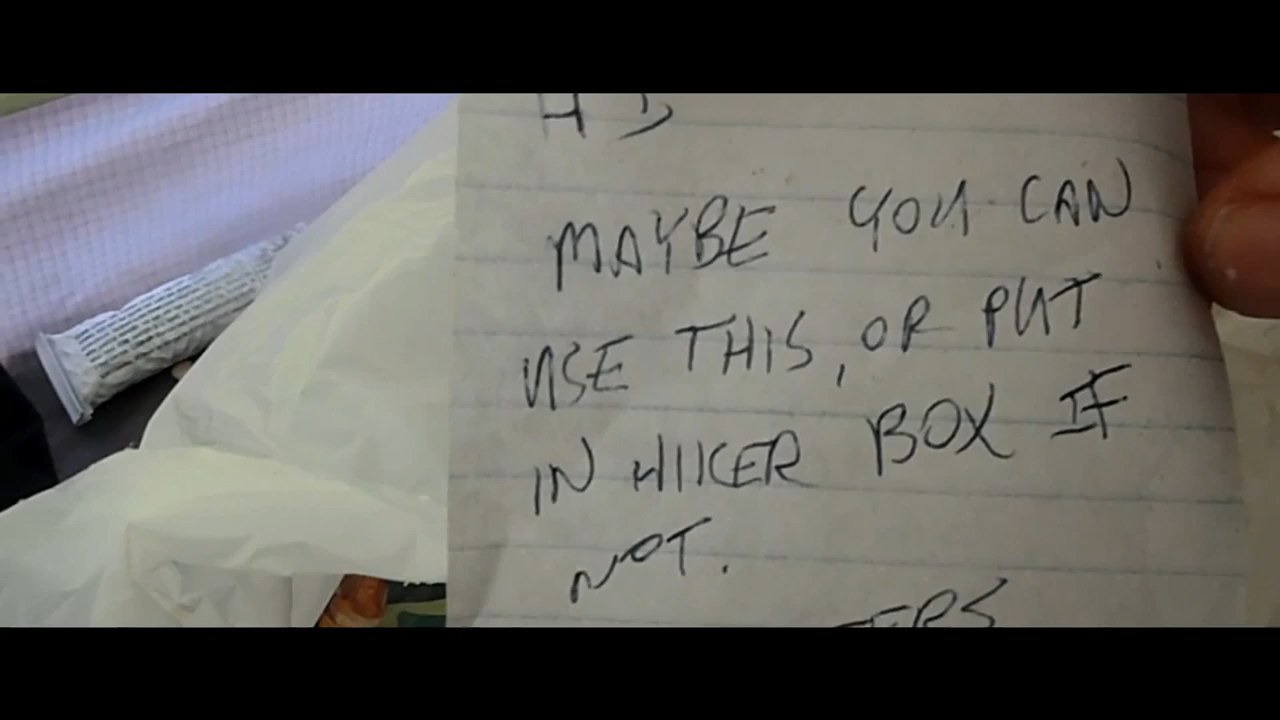 MAYBE YOU CAN
USE THIS, OR PUT
IN HIKER BOX IF
NOT.